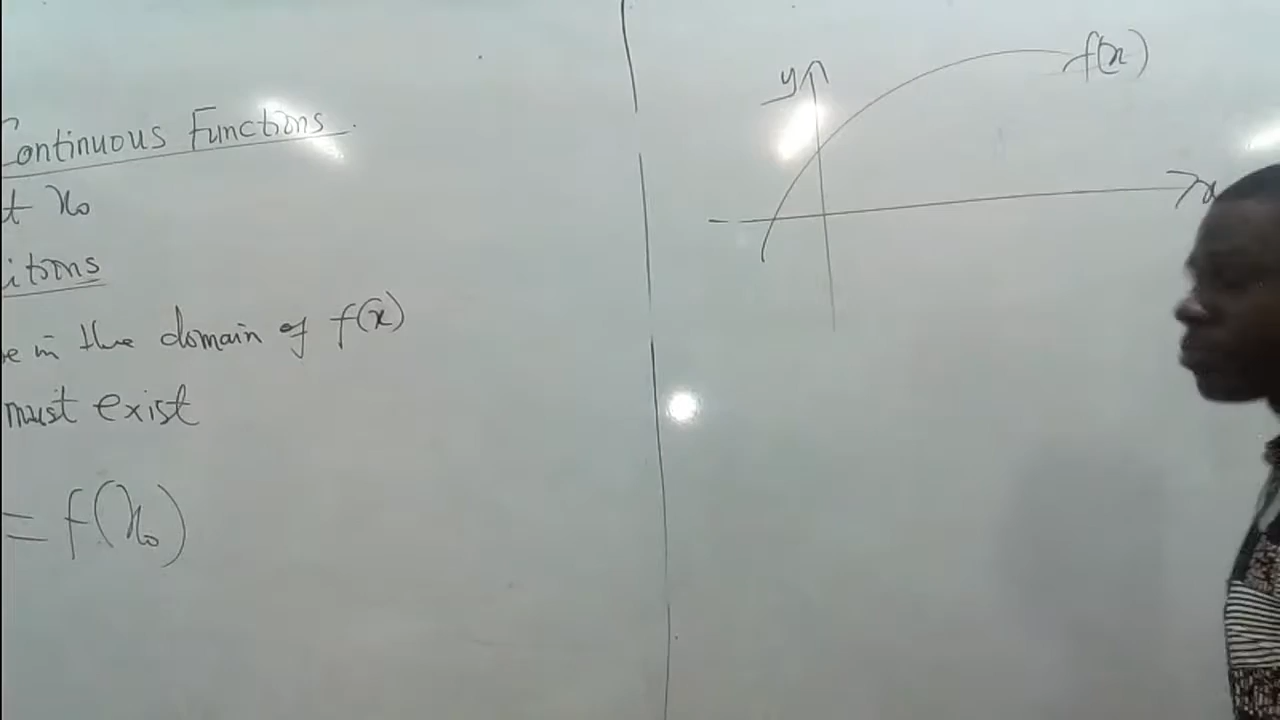 Continuous Functions.
t x₀
itions
e in the domain of f(x)
must exist
= f(x₀)
y
f(x)
x